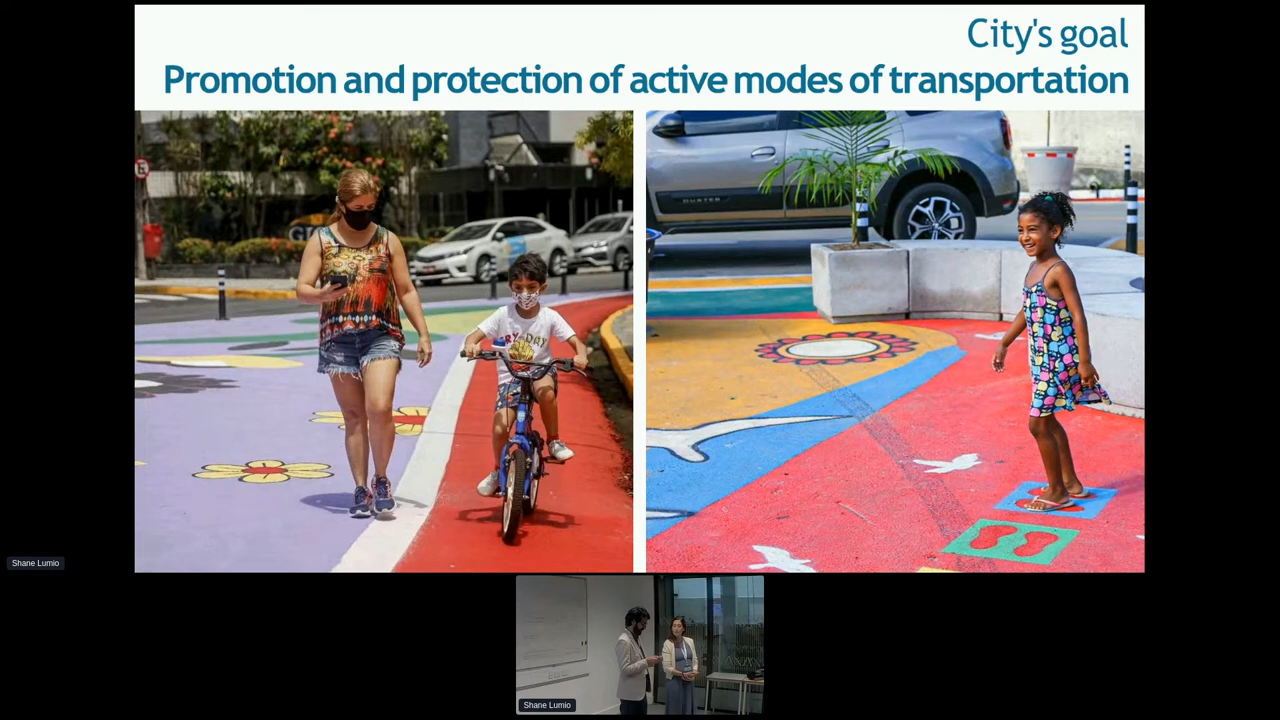 City's goal
Promotion and protection of active modes of transportation
DUSTER
Shane Lumio
Shane Lumio